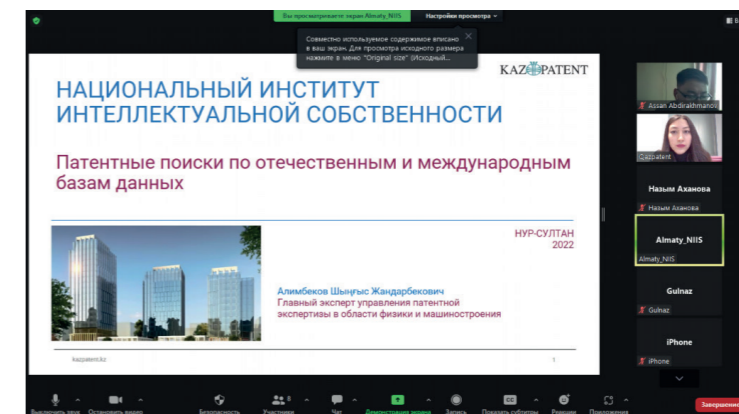 Вы просматриваете экран Almaty_NIIS
Настройки просмотра
Совместно используемое содержимое вписано
в ваш экран. Для просмотра исходного размера
нажмите в меню "Original size" (Исходный...
KAZPATENT
НАЦИОНАЛЬНЫЙ ИНСТИТУТ
ИНТЕЛЛЕКТУАЛЬНОЙ СОБСТВЕННОСТИ
Патентные поиски по отечественным и международным
базам данных
НУР-СУЛТАН
2022
Алимбеков Шыңғыс Жандарбекович
Главный эксперт управления патентной
экспертизы в области физики и машиностроения
kazpatent.kz
1
Assan Abdirakhmanov
Qazpatent
Назым Аханова
Назым Аханова
Almaty_NIIS
Almaty_NIIS
Gulnaz
Gulnaz
iPhone
iPhone
Выключить звук
Остановить видео
Безопасность
Участники
8
Чат
Демонстрация экрана
Запись
Показать субтитры
Реакции
Приложения
Завершение